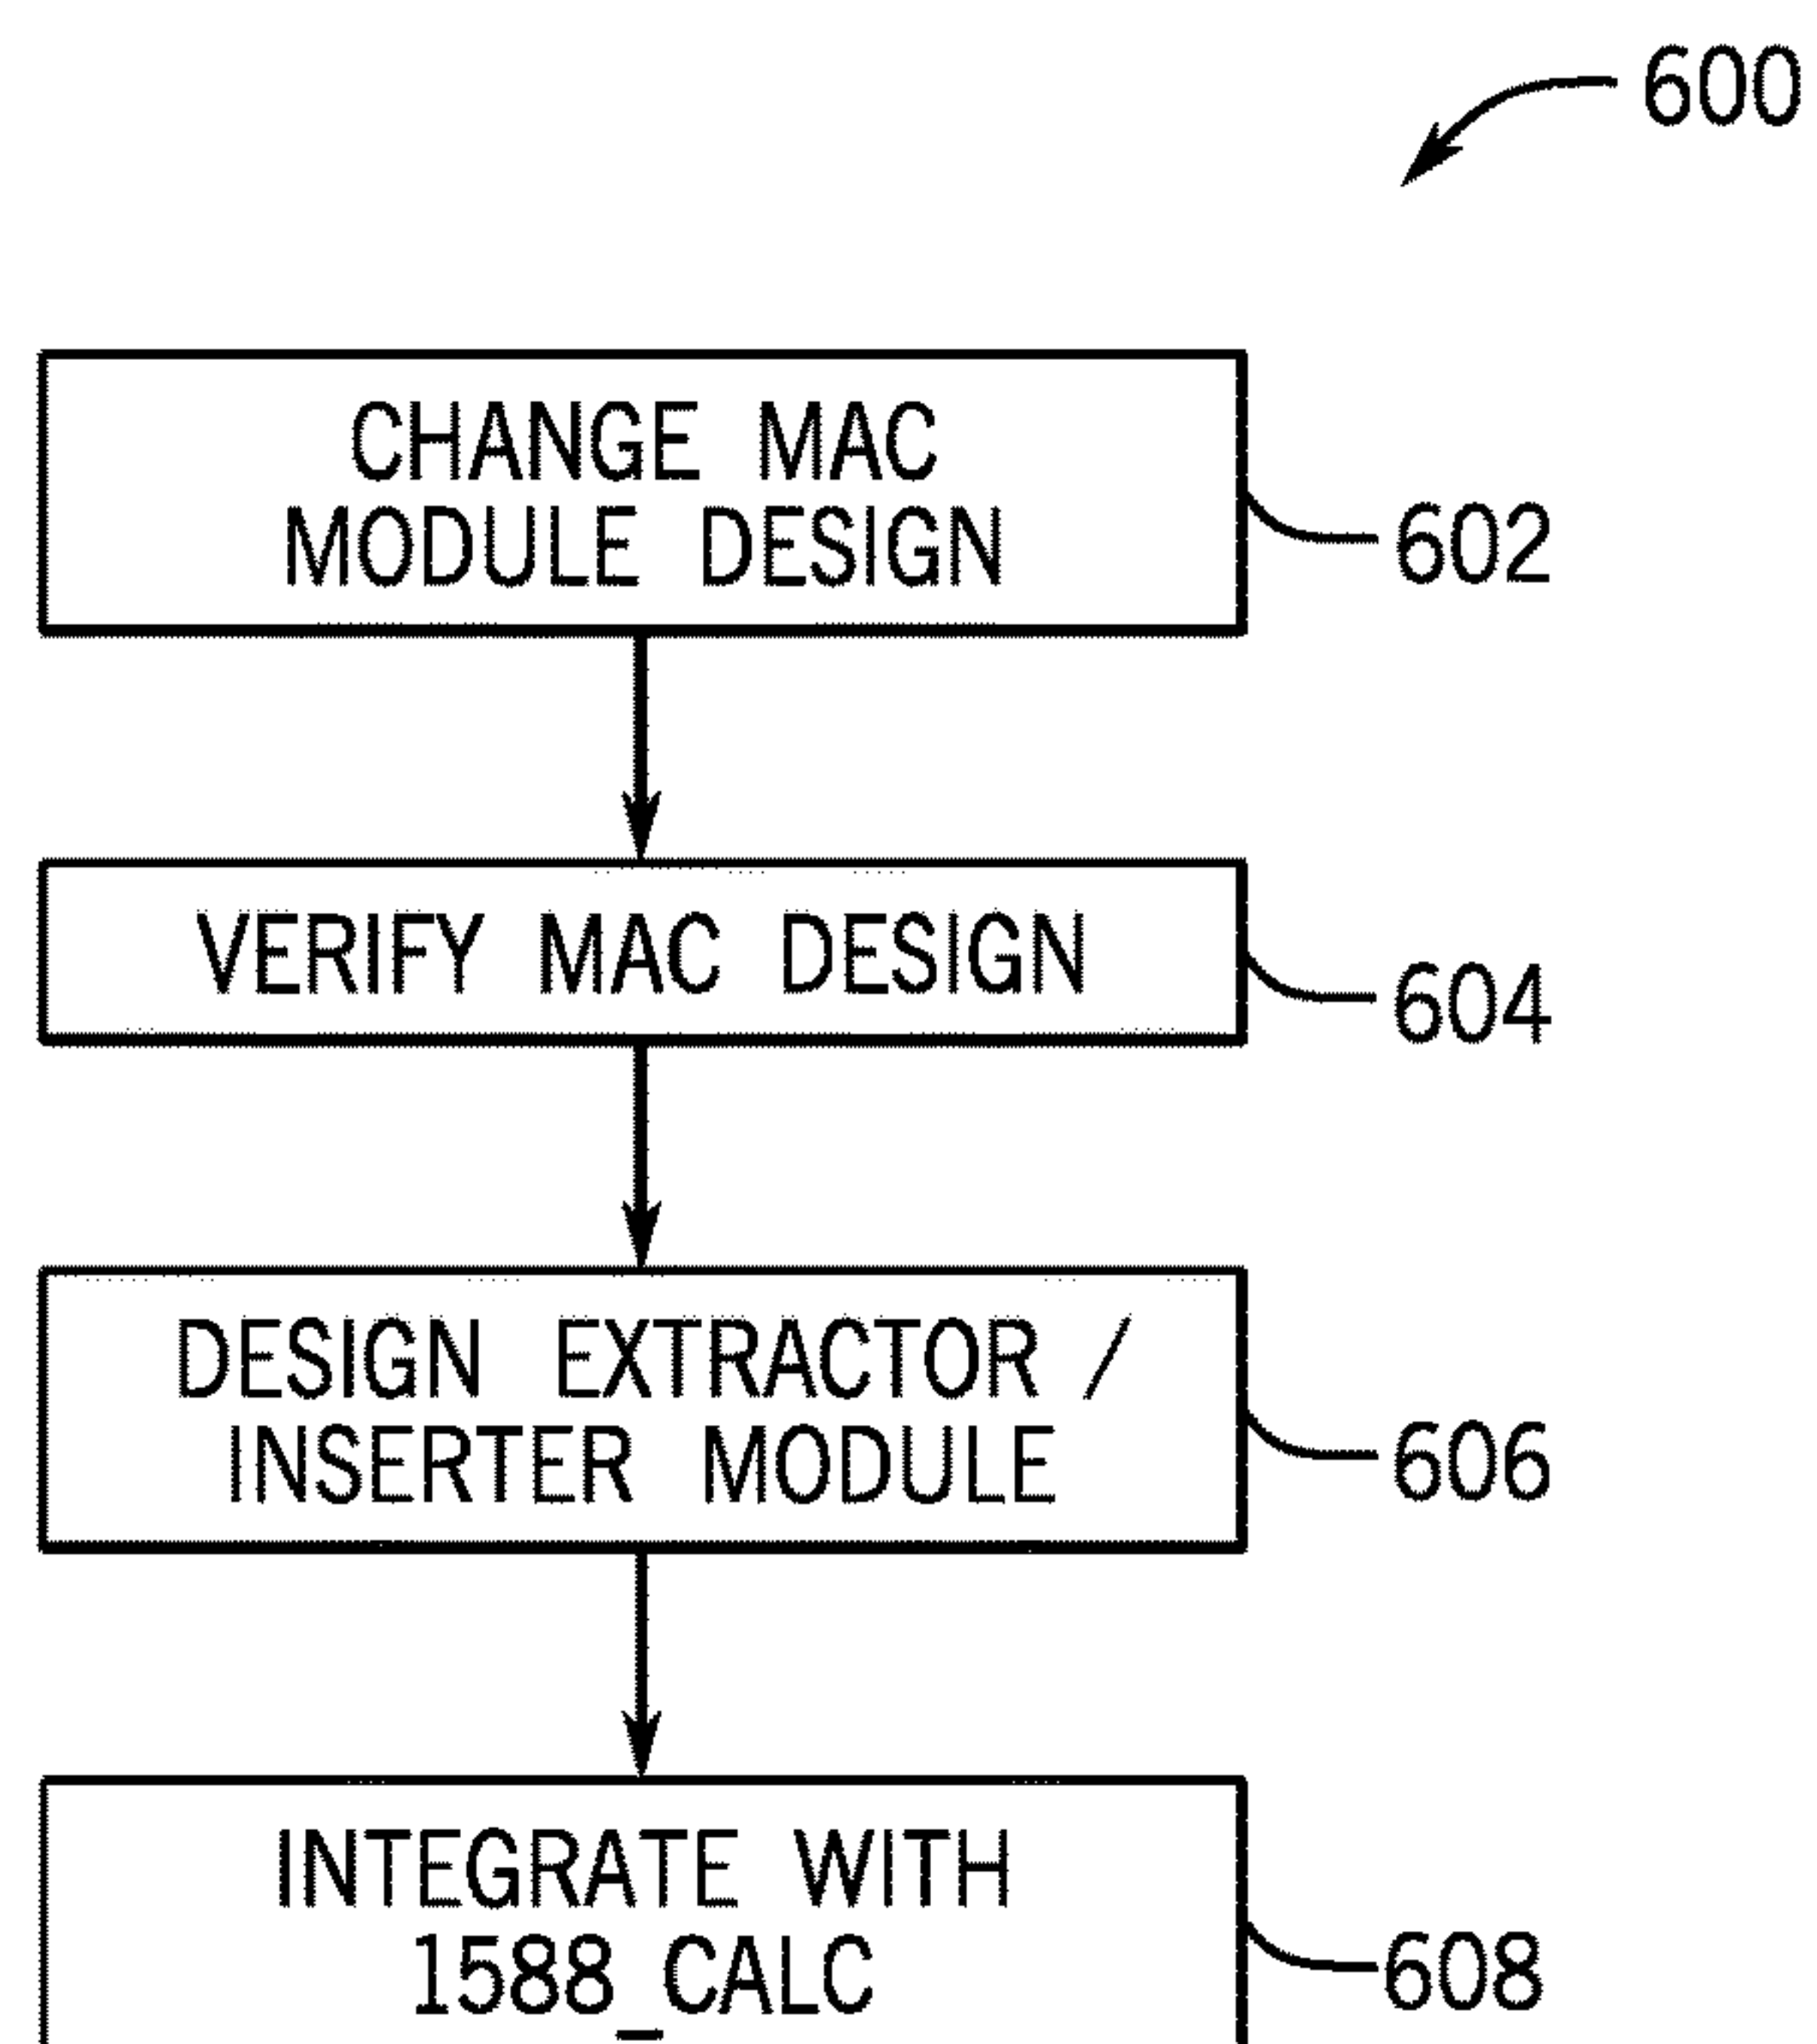 600
CHANGE MAC
MODULE DESIGN
602
VERIFY MAC DESIGN
604
DESIGN EXTRACTOR /
INSERTER MODULE
606
INTEGRATE WITH
1588_CALC
608